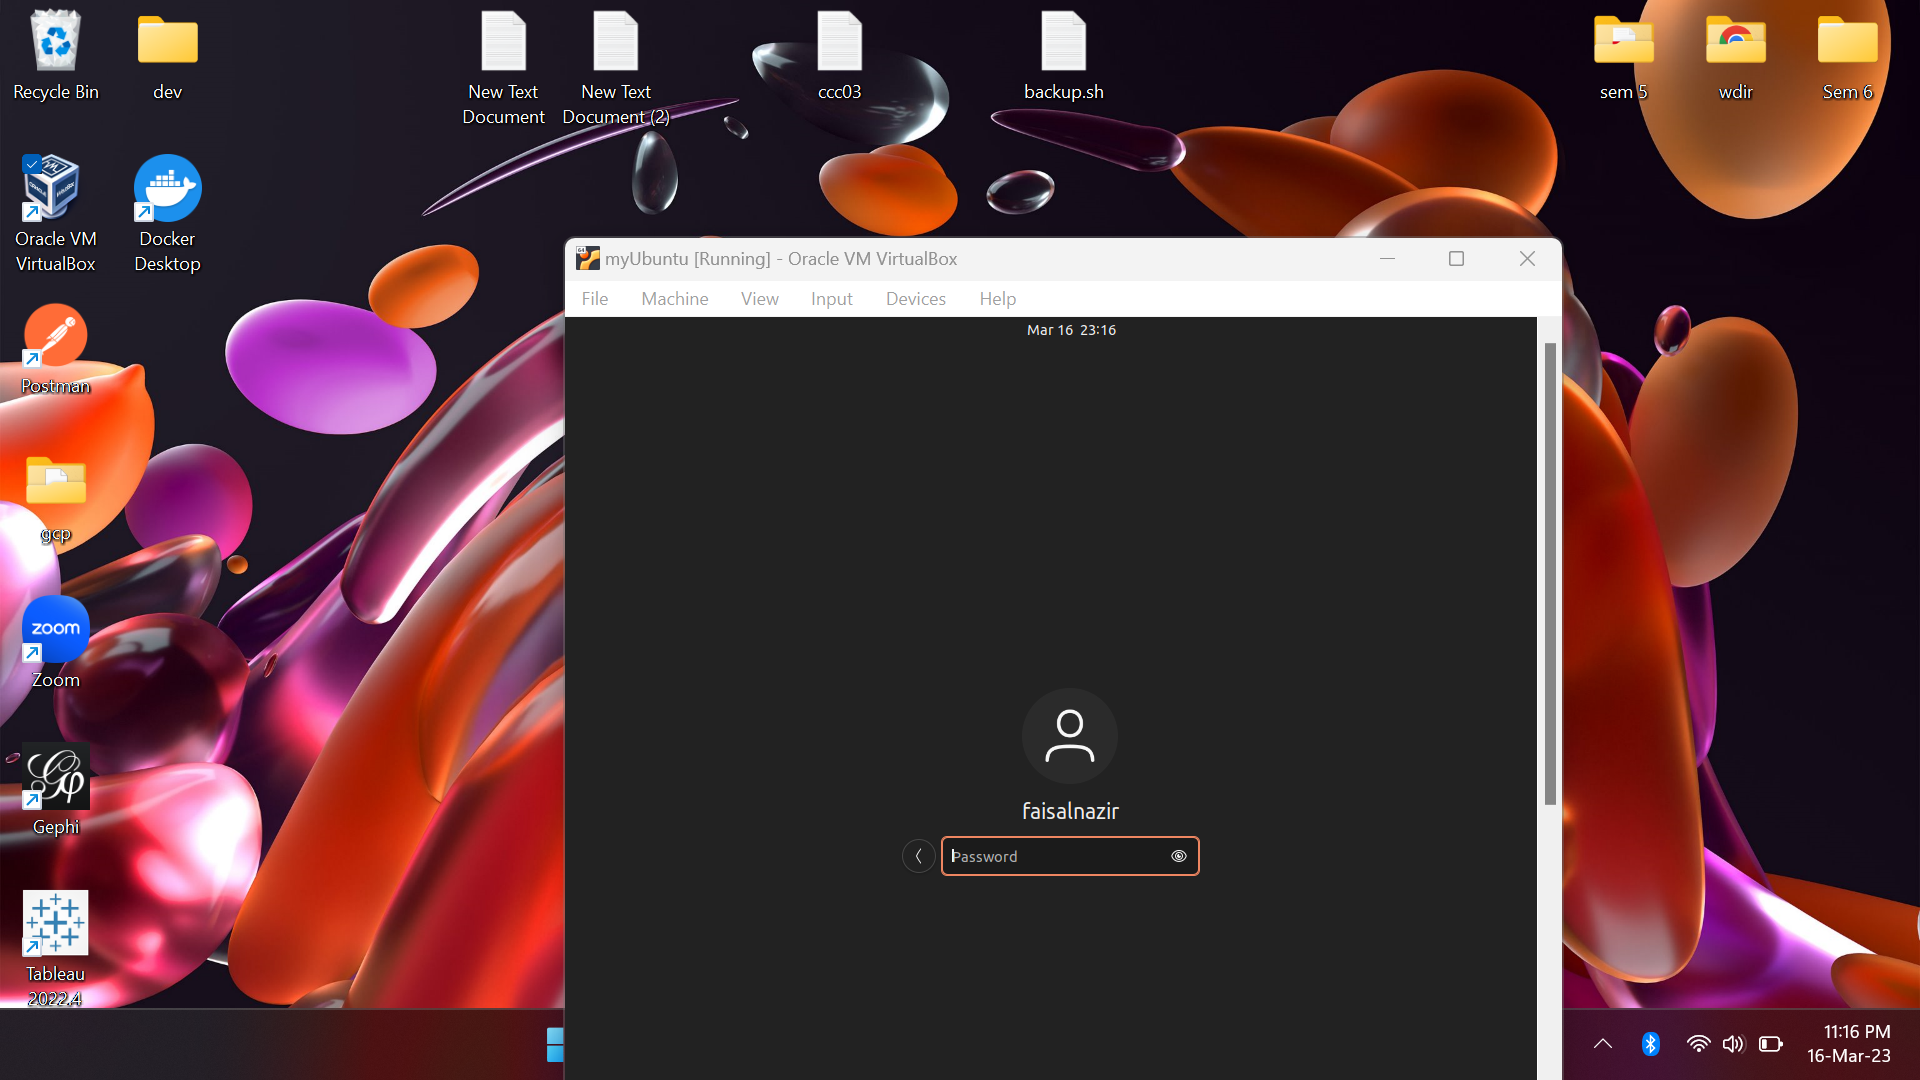 Recycle Bin
dev
New Text
Document
New Text
Document (2)
ccc03
backup.sh
sem 5
wdir
Sem 6
Oracle VM
VirtualBox
Docker
Desktop
Postman
gcp
zoom
Zoom
Gephi
Tableau
2022.4
myUbuntu [Running] - Oracle VM VirtualBox
File Machine View Input Devices Help
Mar 16 23:16
faisalnazir
Password
11:16 PM
16-Mar-23